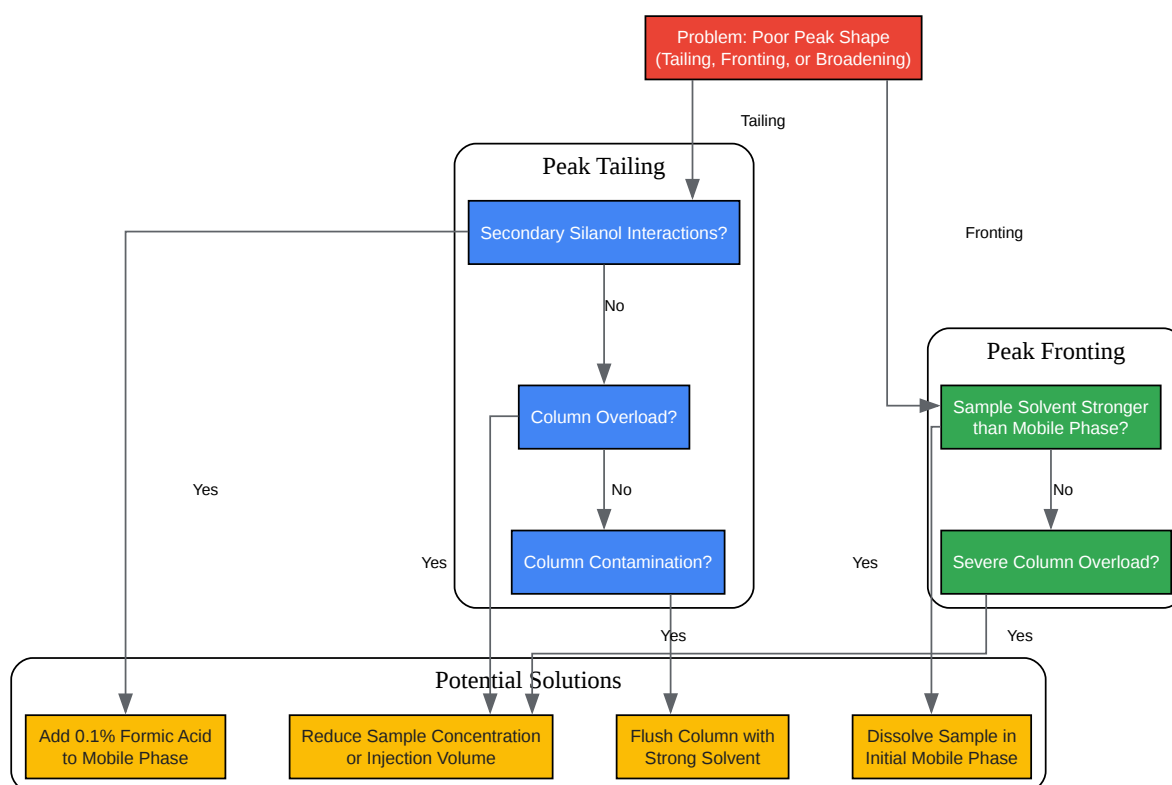 Problem: Poor Peak Shape
(Tailing, Fronting, or Broadening)
Tailing
Peak Tailing
Secondary Silanol Interactions?
Fronting
No
Peak Fronting
Column Overload?
Sample Solvent Stronger
than Mobile Phase?
Yes
No
No
Column Contamination?
Severe Column Overload?
Yes
Yes
Yes
Yes
Potential Solutions
Add 0.1% Formic Acid
to Mobile Phase
Reduce Sample Concentration
or Injection Volume
Flush Column with
Strong Solvent
Dissolve Sample in
Initial Mobile Phase